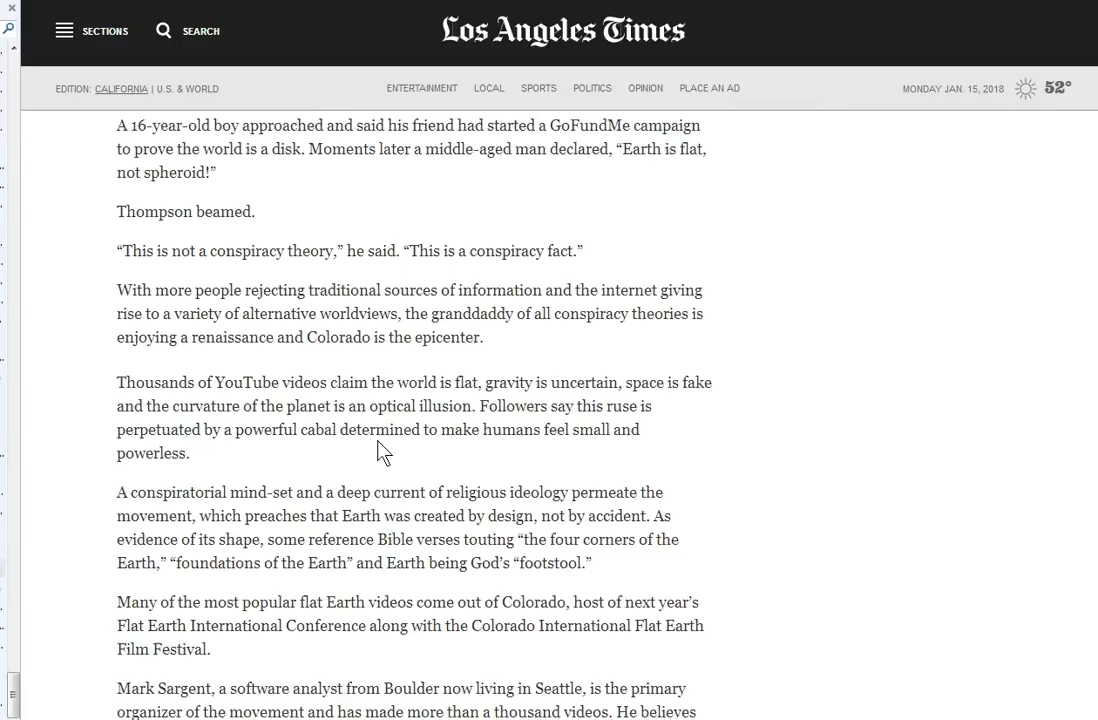 SECTIONS SEARCH Los Angeles Times
EDITION: CALIFORNIA | U.S. & WORLD ENTERTAINMENT LOCAL SPORTS POLITICS OPINION PLACE AN AD MONDAY JAN. 15, 2018 52°
A 16-year-old boy approached and said his friend had started a GoFundMe campaign
to prove the world is a disk. Moments later a middle-aged man declared, “Earth is flat,
not spheroid!”
Thompson beamed.
“This is not a conspiracy theory,” he said. “This is a conspiracy fact.”
With more people rejecting traditional sources of information and the internet giving
rise to a variety of alternative worldviews, the granddaddy of all conspiracy theories is
enjoying a renaissance and Colorado is the epicenter.
Thousands of YouTube videos claim the world is flat, gravity is uncertain, space is fake
and the curvature of the planet is an optical illusion. Followers say this ruse is
perpetuated by a powerful cabal determined to make humans feel small and
powerless.
A conspiratorial mind-set and a deep current of religious ideology permeate the
movement, which preaches that Earth was created by design, not by accident. As
evidence of its shape, some reference Bible verses touting “the four corners of the
Earth,” “foundations of the Earth” and Earth being God’s “footstool.”
Many of the most popular flat Earth videos come out of Colorado, host of next year’s
Flat Earth International Conference along with the Colorado International Flat Earth
Film Festival.
Mark Sargent, a software analyst from Boulder now living in Seattle, is the primary
organizer of the movement and has made more than a thousand videos. He believes